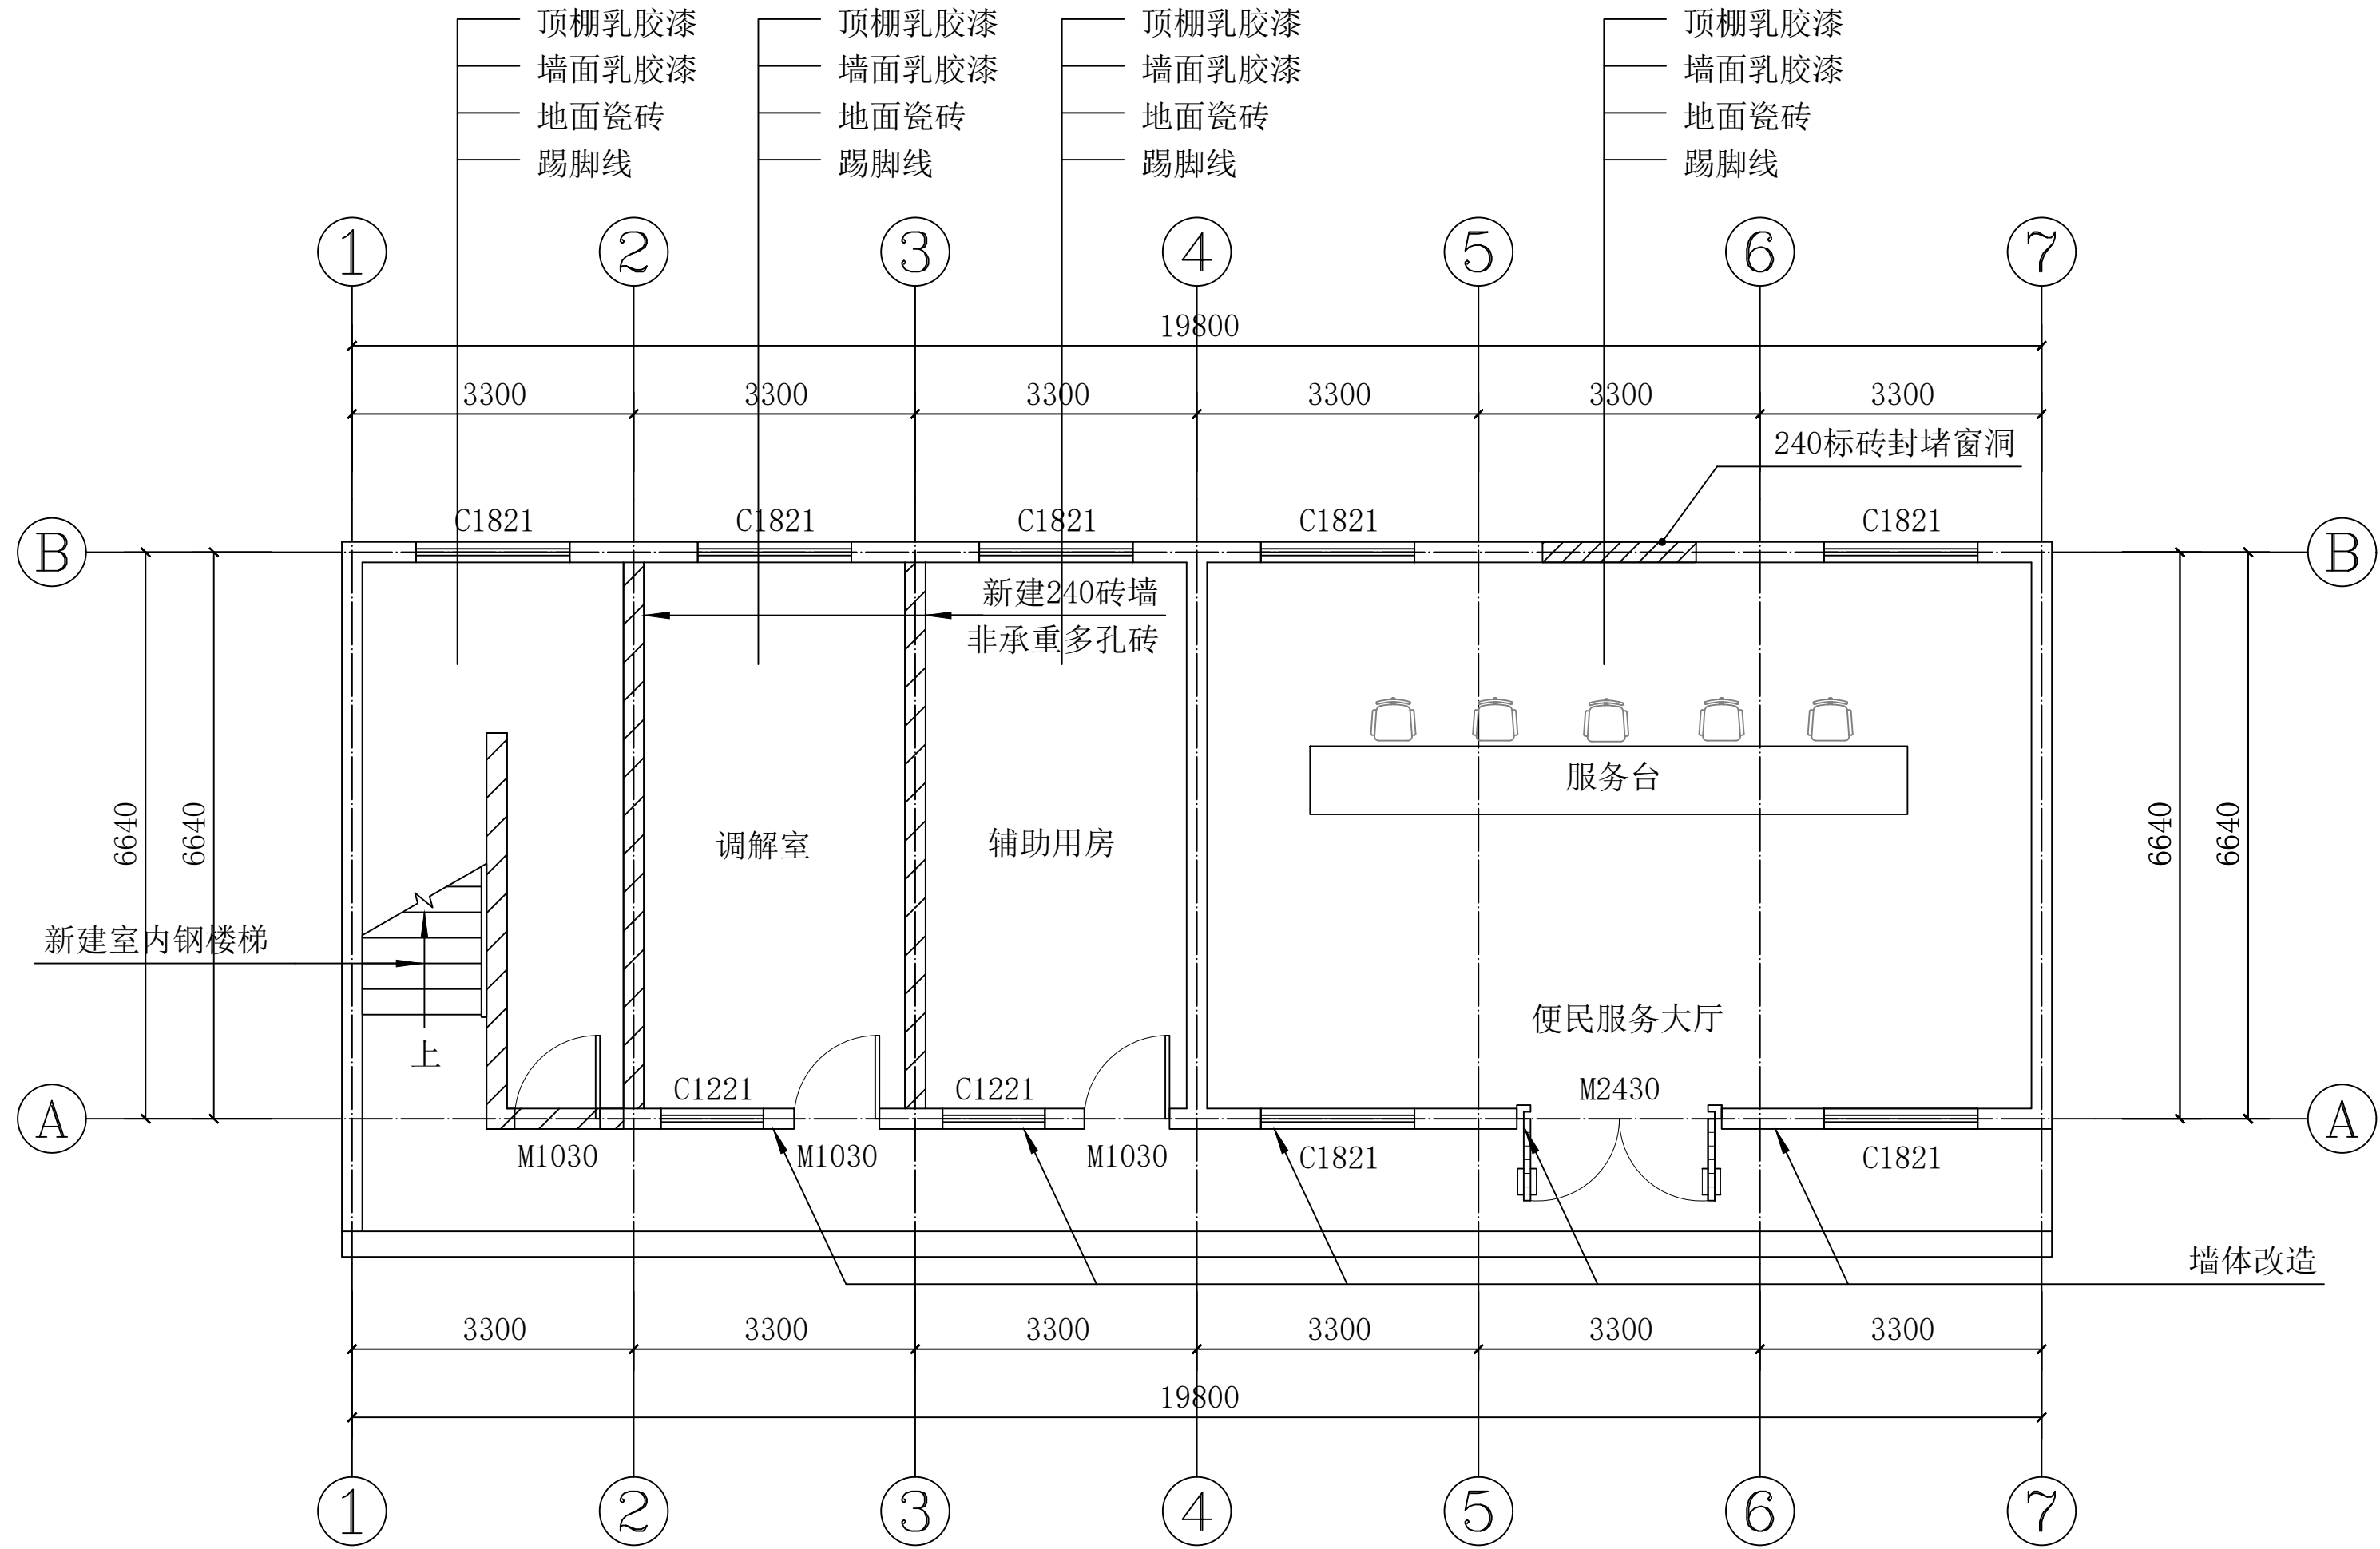 顶棚乳胶漆 顶棚乳胶漆 顶棚乳胶漆 顶棚乳胶漆
墙面乳胶漆 墙面乳胶漆 墙面乳胶漆 墙面乳胶漆
地面瓷砖 地面瓷砖 地面瓷砖 地面瓷砖
踢脚线 踢脚线 踢脚线 踢脚线
1 2 3 4 5 6 7
19800
3300 3300 3300 3300 3300 3300
240标砖封堵窗洞
C1821 C1821 C1821 C1821 C1821
B B
新建240砖墙
非承重多孔砖
服务台
6640 6640 6640 6640
调解室 辅助用房
新建室内钢楼梯
便民服务大厅
上
C1221 C1221 M2430
A A
M1030 M1030 M1030 C1821 C1821
墙体改造
3300 3300 3300 3300 3300 3300
19800
1 2 3 4 5 6 7